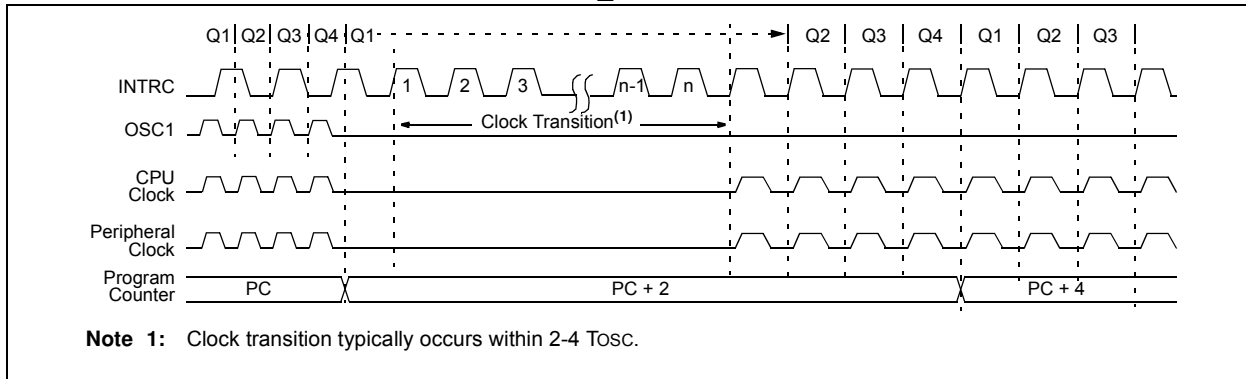 Q1 Q2 Q3 Q4 Q1 Q2 Q3 Q4 Q1 Q2 Q3
INTRC 1 2 3 n-1 n
OSC1 Clock Transition(1)
CPU
Clock
Peripheral
Clock
Program
Counter PC PC + 2 PC + 4
Note 1: Clock transition typically occurs within 2-4 TOSC.